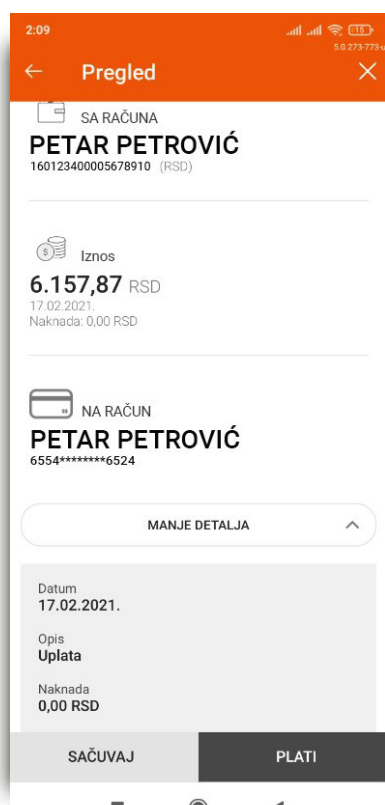 2:09
15
5.0.273-773-u
Pregled
SA RAČUNA
PETAR PETROVIĆ
160123400005678910 (RSD)
Iznos
6.157,87 RSD
17.02.2021.
Naknada: 0,00 RSD
NA RAČUN
PETAR PETROVIĆ
6554********6524
MANJE DETALJA
Datum
17.02.2021.
Opis
Uplata
Naknada
0,00 RSD
SAČUVAJ PLATI